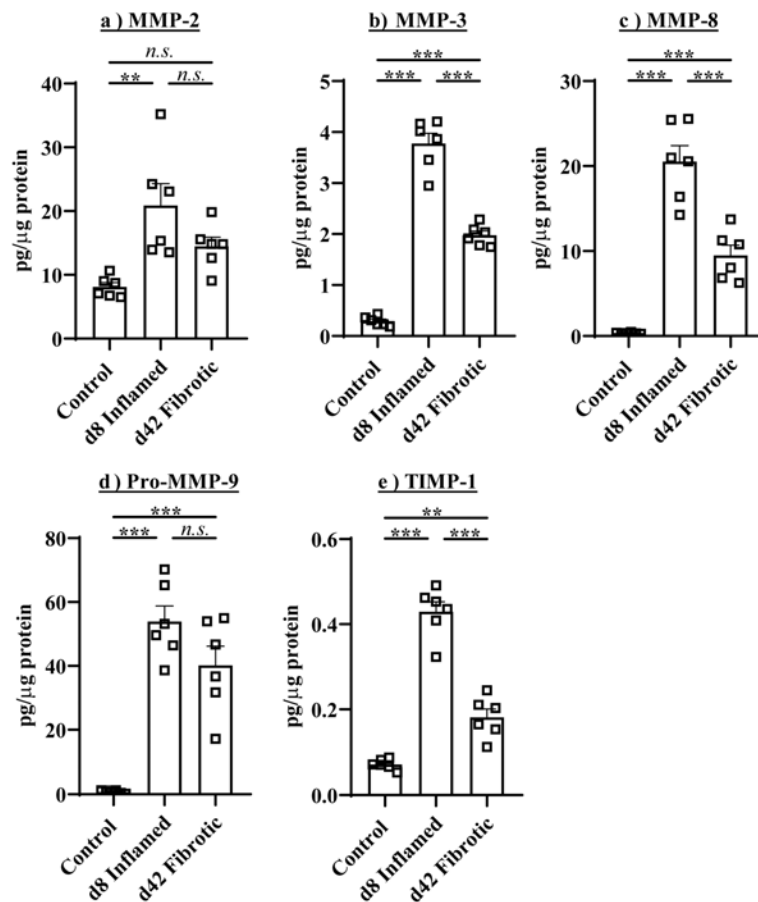 a ) MMP-2
n.s.
** n.s.
pg/µg protein
40
30
20
10
0
Control
d8 Inflamed
d42 Fibrotic
b) MMP-3
***
*** ***
pg/µg protein
5
4
3
2
1
0
Control
d8 Inflamed
d42 Fibrotic
c ) MMP-8
***
*** ***
pg/µg protein
30
20
10
0
Control
d8 Inflamed
d42 Fibrotic
d ) Pro-MMP-9
***
*** n.s.
pg/µg protein
80
60
40
20
0
Control
d8 Inflamed
d42 Fibrotic
e ) TIMP-1
**
*** ***
pg/µg protein
0.6
0.4
0.2
0.0
Control
d8 Inflamed
d42 Fibrotic